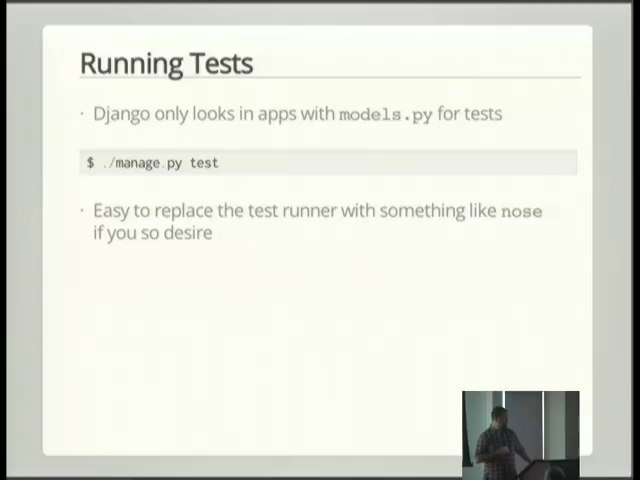 Running Tests
· Django only looks in apps with models.py for tests
$ ./manage.py test
· Easy to replace the test runner with something like nose
if you so desire